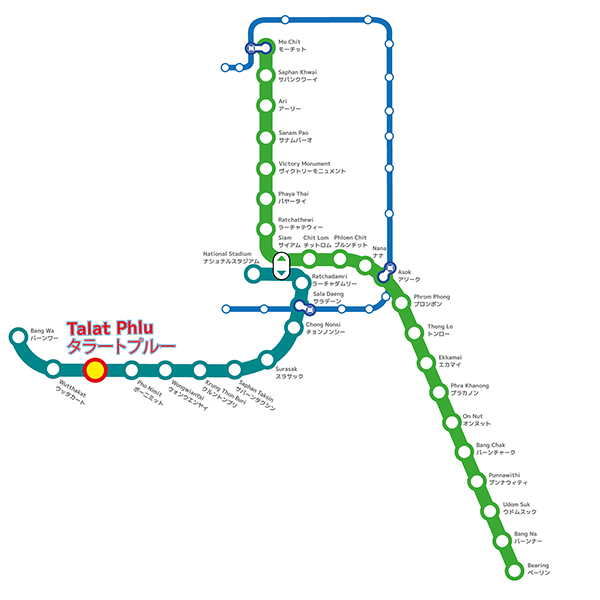 Mo Chit
モーチット
Saphan Khwai
サパンクワーイ
Ari
アーリー
Sanam Pao
サナムパーオ
Victory Monument
ヴィクトリーモニュメント
Phaya Thai
パヤータイ
Ratchathewi
ラーチャテウィー
Siam
サイアム
Chit Lom
チットロム
Phloen Chit
プルンチット
Nana
ナナ
National Stadium
ナショナルスタジアム
Asok
アソーク
Ratchadamri
ラーチャダムリー
Sala Daeng
サラデーン
Phrom Phong
プロンポン
Chong Nonsi
チョンノンシー
Thong Lo
トンロー
Bang Wa
バーンワー
Talat Phlu
タラートプルー
Wutthakat
ウッダカート
Pho Nimit
ポーニミット
WongwianYai
ウォンウエンヤイ
Krung Thon Buri
クルントンブリ
Saphan Taksin
サパーンタクシン
Surasak
スラサック
Ekkamai
エカマイ
Phra Khanong
プラカノン
On Nut
オンヌット
Bang Chak
バーンチャーク
Punnawithi
プンナウィティ
Udom Suk
ウドムスック
Bang Na
バーンナー
Bearing
ベーリン